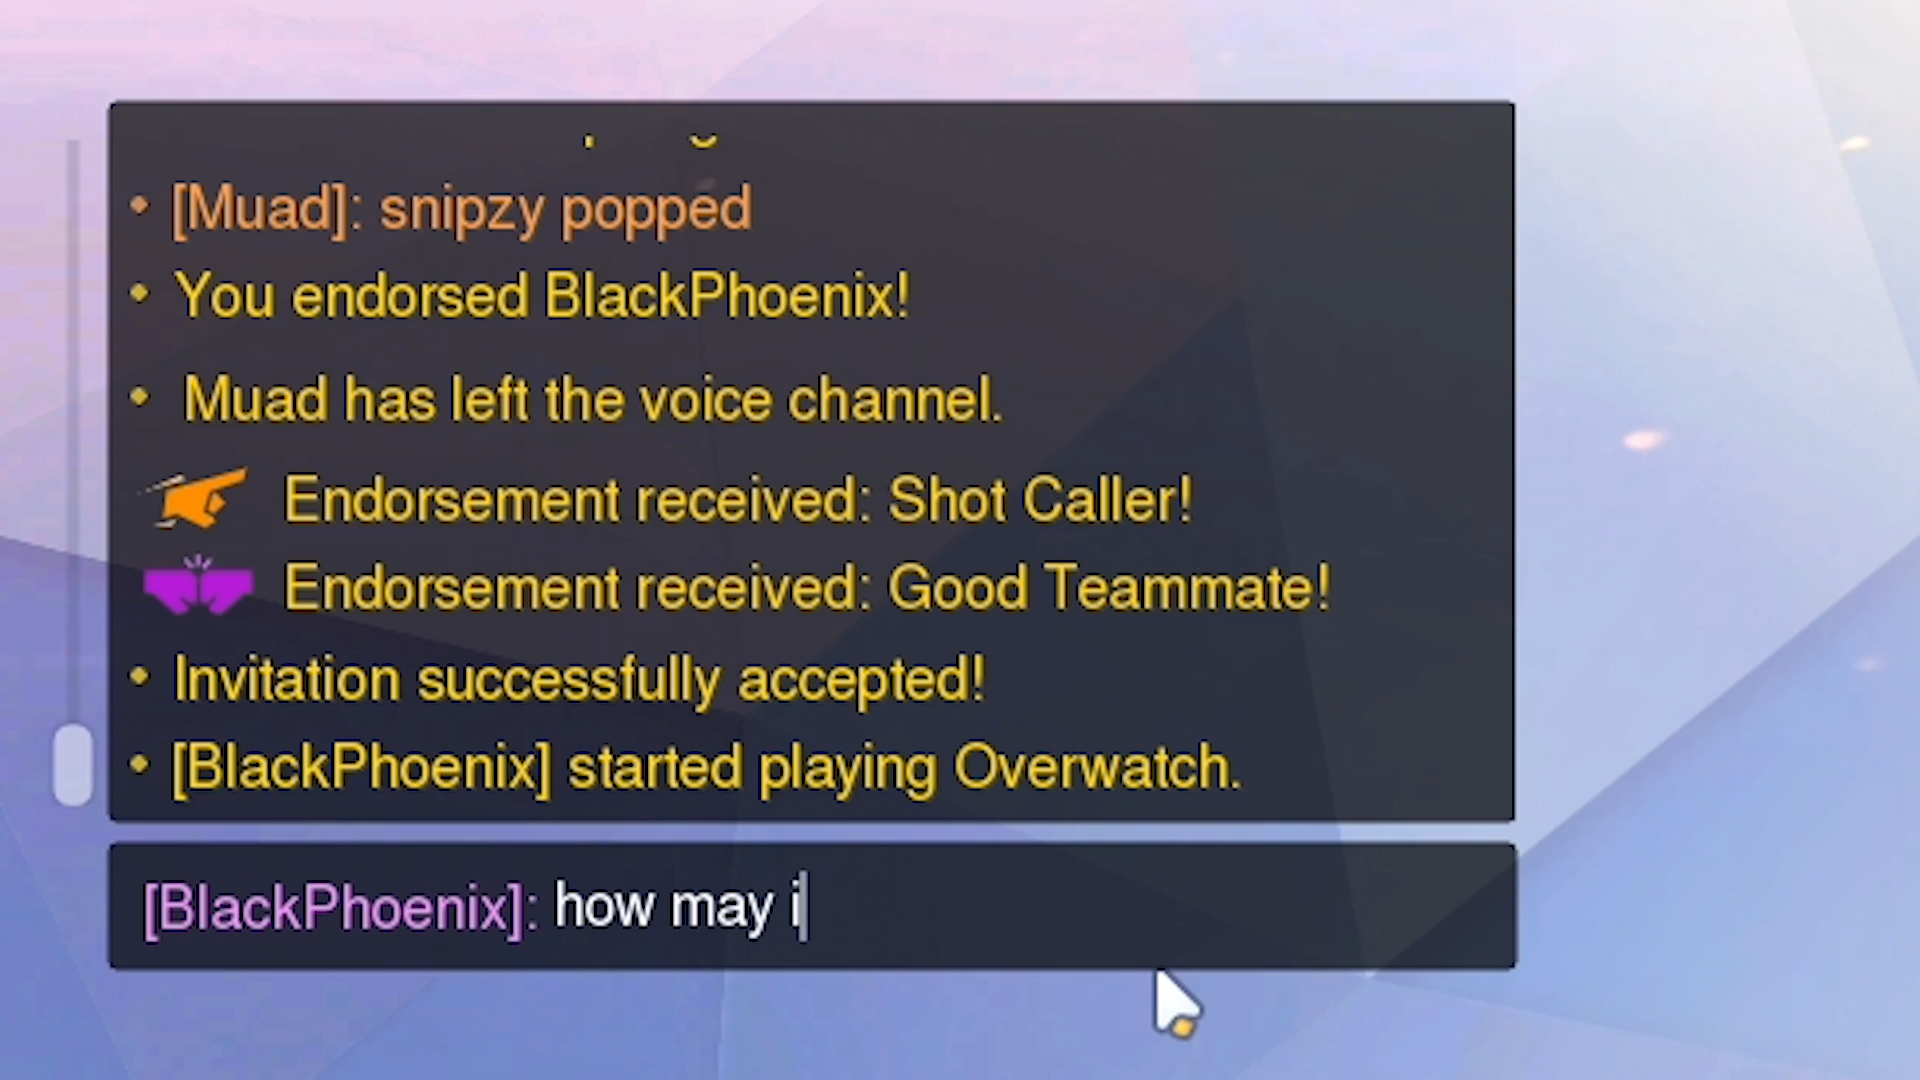 • [Muad]: snipzy popped
• You endorsed BlackPhoenix!
• Muad has left the voice channel.
Endorsement received: Shot Caller!
Endorsement received: Good Teammate!
• Invitation successfully accepted!
• [BlackPhoenix] started playing Overwatch.
[BlackPhoenix]: how may i